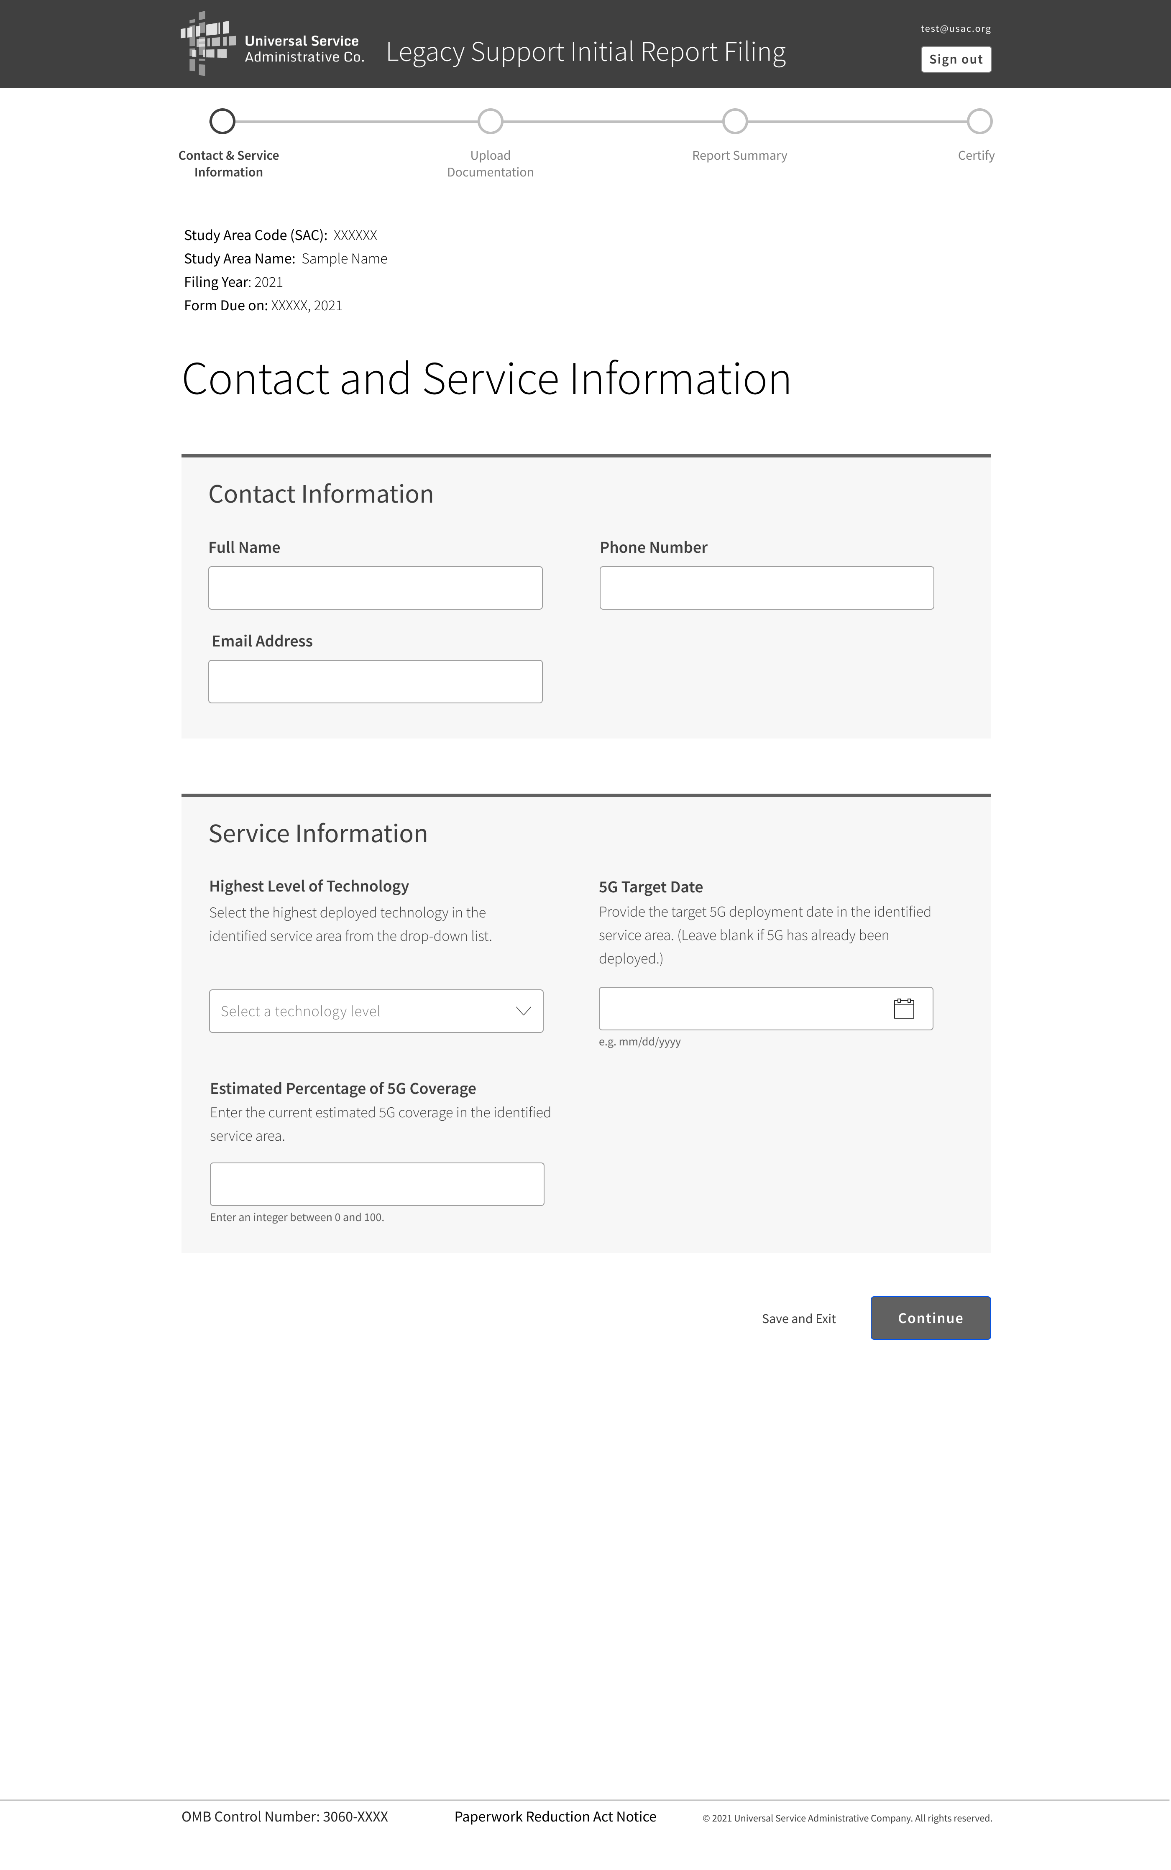 Universal Service
Administrative Co.
Legacy Support Initial Report Filing
test@usac.org
Sign out
Contact & Service
Information
Upload
Documentation
Report Summary
Certify
Study Area Code (SAC): XXXXXX
Study Area Name: Sample Name
Filing Year: 2021
Form Due on: XXXXX, 2021
Contact and Service Information
Contact Information
Full Name
Phone Number
Email Address
Service Information
Highest Level of Technology
Select the highest deployed technology in the
identified service area from the drop-down list.
Select a technology level
5G Target Date
Provide the target 5G deployment date in the identified
service area. (Leave blank if 5G has already been
deployed.)
e.g. mm/dd/yyyy
Estimated Percentage of 5G Coverage
Enter the current estimated 5G coverage in the identified
service area.
Enter an integer between 0 and 100.
Save and Exit
Continue
OMB Control Number: 3060-XXXX
Paperwork Reduction Act Notice
© 2021 Universal Service Administrative Company. All rights reserved.